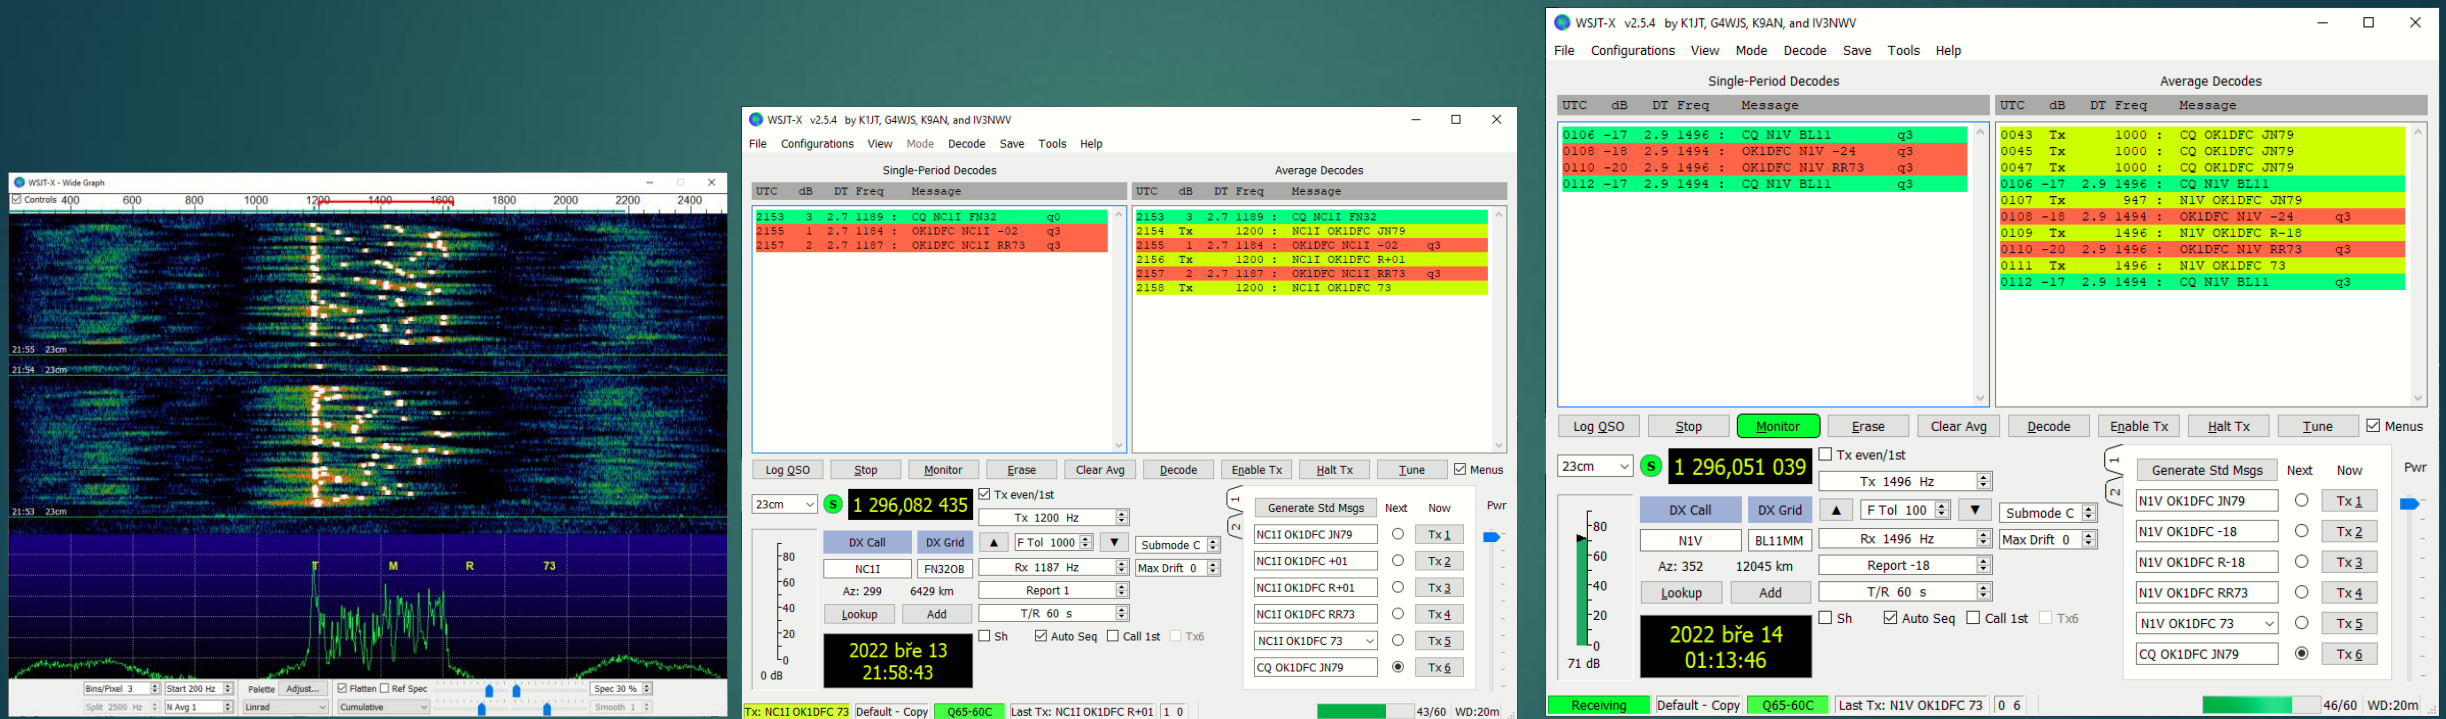 WSJT-X - Wide Graph
Controls 400 600 800 1000 1200 1400 1600 1800 2000 2200 2400
21:55 23cm
21:54 23cm
21:53 23cm
T M R 73
Bins/Pixel 3 Start 200 Hz Palette Adjust... Flatten Ref Spec Spec 30 %
Split 2500 Hz N Avg 1 Linrad Cumulative Smooth 1
WSJT-X v2.5.4 by K1JT, G4WJS, K9AN, and IV3NWV
File Configurations View Mode Decode Save Tools Help
Single-Period Decodes
UTC dB DT Freq Message
2153 3 2.7 1189 : CQ NC1I FN32 q0
2155 1 2.7 1184 : OK1DFC NC1I -02 q3
2157 2 2.7 1187 : OK1DFC NC1I RR73 q3
Average Decodes
UTC dB DT Freq Message
2153 3 2.7 1189 : CQ NC1I FN32
2154 Tx 1200 : NC1I OK1DFC JN79
2155 1 2.7 1184 : OK1DFC NC1I -02 q3
2156 Tx 1200 : NC1I OK1DFC R+01
2157 2 2.7 1187 : OK1DFC NC1I RR73 q3
2158 Tx 1200 : NC1I OK1DFC 73
Log QSO Stop Monitor Erase Clear Avg Decode Enable Tx Halt Tx Tune Menus
23cm S 1 296,082 435
-80
-60
-40
-20
-0
0 dB
DX Call DX Grid
NC1I FN32OB
Az: 299 6429 km
Lookup Add
2022 bře 13
21:58:43
Tx even/1st
Tx 1200 Hz
F Tol 1000
Rx 1187 Hz
Report 1
T/R 60 s
Submode C
Max Drift 0
Sh Auto Seq Call 1st Tx6
1
2
Generate Std Msgs Next Now Pwr
NC1I OK1DFC JN79 Tx 1
NC1I OK1DFC +01 Tx 2
NC1I OK1DFC R+01 Tx 3
NC1I OK1DFC RR73 Tx 4
NC1I OK1DFC 73 Tx 5
CQ OK1DFC JN79 Tx 6
Tx: NC1I OK1DFC 73 Default - Copy Q65-60C Last Tx: NC1I OK1DFC R+01 1 0 43/60 WD:20m
WSJT-X v2.5.4 by K1JT, G4WJS, K9AN, and IV3NWV
File Configurations View Mode Decode Save Tools Help
Single-Period Decodes
UTC dB DT Freq Message
0106 -17 2.9 1496 : CQ N1V BL11 q3
0108 -18 2.9 1494 : OK1DFC N1V -24 q3
0110 -20 2.9 1496 : OK1DFC N1V RR73 q3
0112 -17 2.9 1494 : CQ N1V BL11 q3
Average Decodes
UTC dB DT Freq Message
0043 Tx 1000 : CQ OK1DFC JN79
0045 Tx 1000 : CQ OK1DFC JN79
0047 Tx 1000 : CQ OK1DFC JN79
0106 -17 2.9 1496 : CQ N1V BL11
0107 Tx 947 : N1V OK1DFC JN79
0108 -18 2.9 1494 : OK1DFC N1V -24 q3
0109 Tx 1496 : N1V OK1DFC R-18
0110 -20 2.9 1496 : OK1DFC N1V RR73 q3
0111 Tx 1496 : N1V OK1DFC 73
0112 -17 2.9 1494 : CQ N1V BL11 q3
Log QSO Stop Monitor Erase Clear Avg Decode Enable Tx Halt Tx Tune Menus
23cm S 1 296,051 039
-80
-60
-40
-20
-0
71 dB
DX Call DX Grid
N1V BL11MM
Az: 352 12045 km
Lookup Add
2022 bře 14
01:13:46
Tx even/1st
Tx 1496 Hz
F Tol 100
Rx 1496 Hz
Report -18
T/R 60 s
Submode C
Max Drift 0
Sh Auto Seq Call 1st Tx6
1
2
Generate Std Msgs Next Now Pwr
N1V OK1DFC JN79 Tx 1
N1V OK1DFC -18 Tx 2
N1V OK1DFC R-18 Tx 3
N1V OK1DFC RR73 Tx 4
N1V OK1DFC 73 Tx 5
CQ OK1DFC JN79 Tx 6
Receiving Default - Copy Q65-60C Last Tx: N1V OK1DFC 73 0 6 46/60 WD:20m